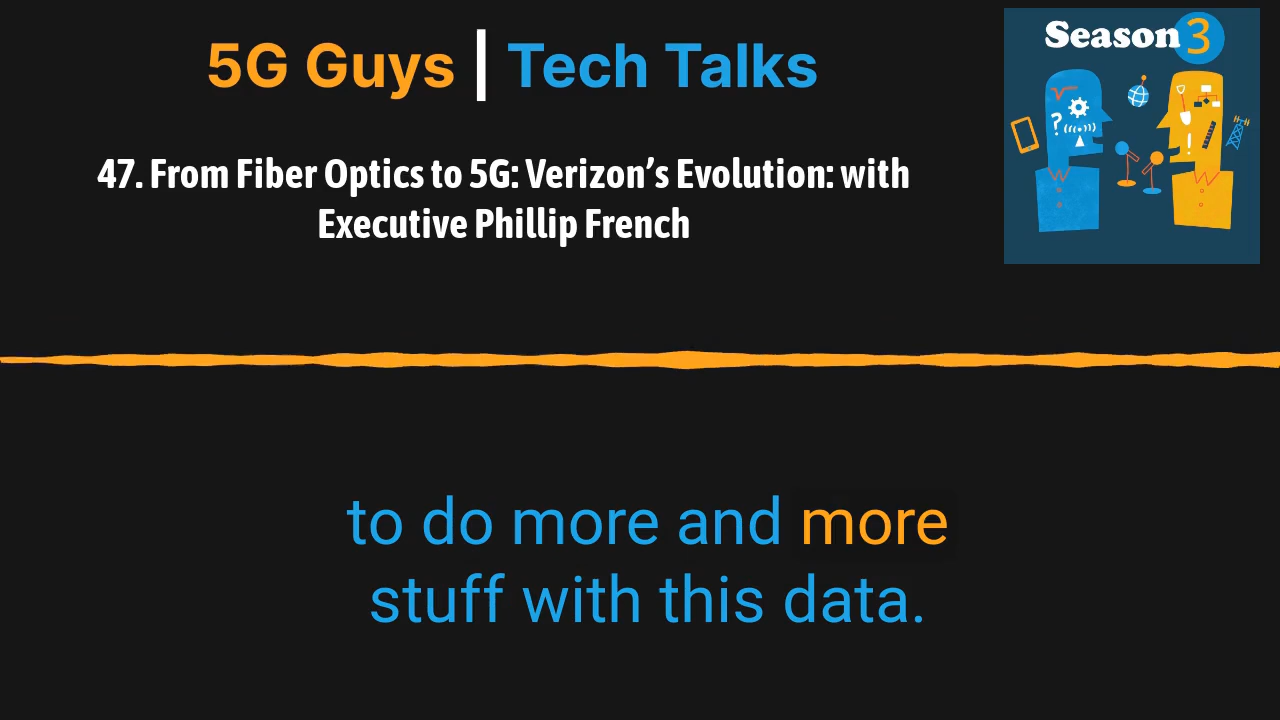 5G Guys | Tech Talks
Season 3
47. From Fiber Optics to 5G: Verizon’s Evolution: with
Executive Phillip French
?
to do more and more
stuff with this data.